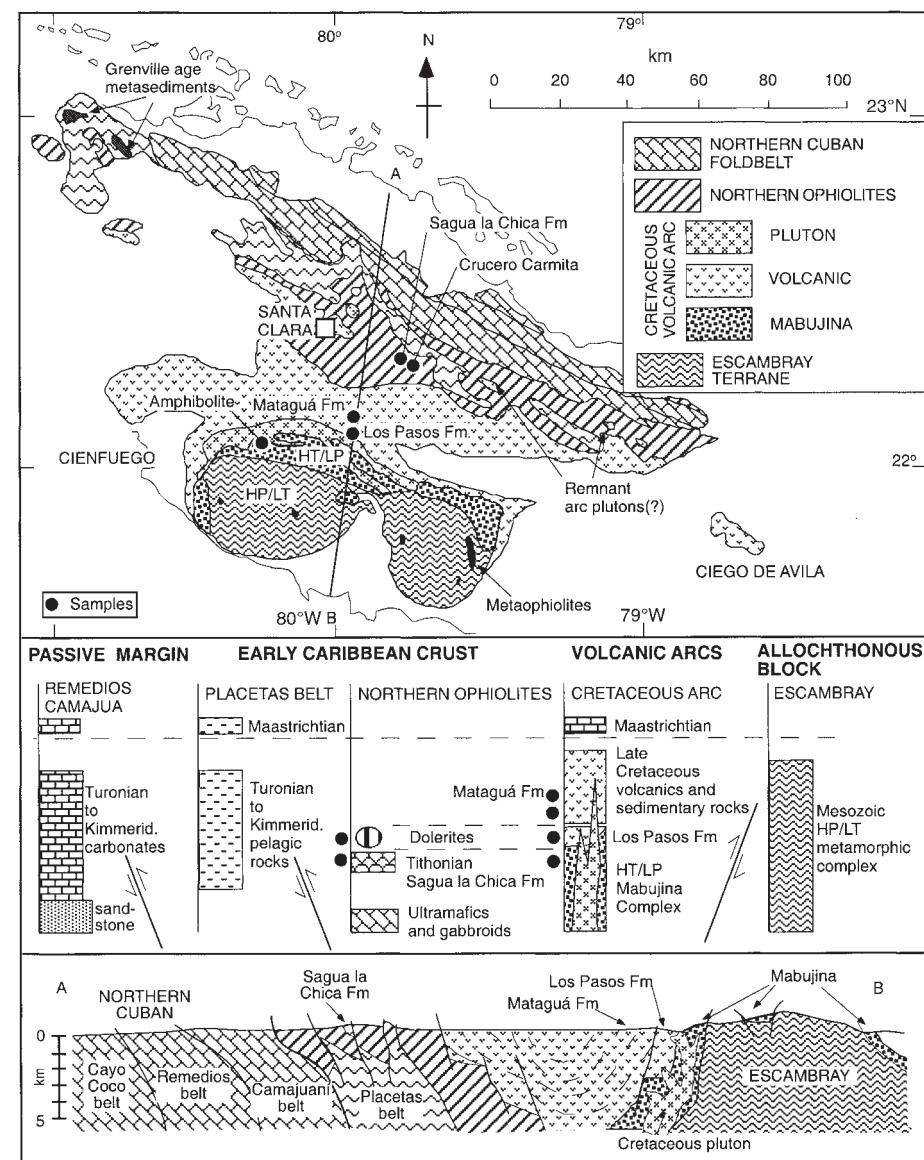 80°
79°
A
N
km
0 20 40 60 80 100
23°N
Grenville age
metasediments
NORTHERN CUBAN
FOLDBELT
NORTHERN OPHIOLITES
CRETACEOUS
VOLCANIC ARC
PLUTON
VOLCANIC
MABUJINA
ESCAMBRAY
TERRANE
Sagua la Chica Fm
Crucero Carmita
SANTA
CLARA
Amphibolite
Mataguá Fm
Los Pasos Fm
CIENFUEGO
HT/LP
HP/LT
22°
Remnant
arc plutons(?)
CIEGO DE AVILA
Metaophiolites
Samples
80°W B
79°W
PASSIVE MARGIN
EARLY CARIBBEAN CRUST
VOLCANIC ARCS
ALLOCHTHONOUS
BLOCK
REMEDIOS
CAMAJUA
PLACETAS BELT
NORTHERN OPHIOLITES
CRETACEOUS ARC
ESCAMBRAY
Maastrichtian
Maastrichtian
Turonian
to
Kimmerid.
carbonates
sand-
stone
Turonian
to
Kimmerid.
pelagic
rocks
Dolerites
Tithonian
Sagua la Chica Fm
Ultramafics
and gabbroids
Mataguá Fm
Late
Cretaceous
volcanics and
sedimentary rocks
Los Pasos Fm
HT/LP
Mabujina
Complex
Mesozoic
HP/LT
metamorphic
complex
A
NORTHERN
CUBAN
Sagua la
Chica Fm
Los Pasos Fm
Mataguá Fm
Mabujina
B
0
km
5
Cayo
Coco
belt
Remedios
belt
Camajuani
belt
Placetas
belt
ESCAMBRAY
Cretaceous pluton